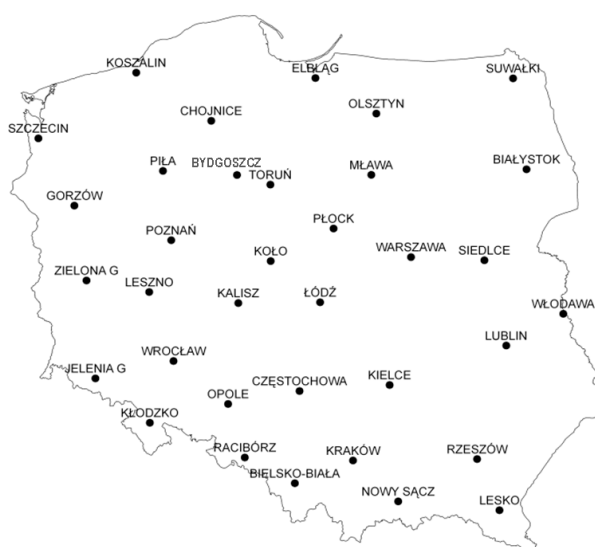 KOSZALIN
ELBLĄG
SUWAŁKI
CHOJNICE
OLSZTYN
SZCZECIN
PIŁA
BYDGOSZCZ
TORUŃ
MŁAWA
BIAŁYSTOK
GORZÓW
PŁOCK
POZNAŃ
KOŁO
WARSZAWA
SIEDLCE
ZIELONA G
LESZNO
KALISZ
ŁÓDŹ
WŁODAWA
LUBLIN
WROCŁAW
JELENIA G
CZĘSTOCHOWA
KIELCE
OPOLE
KŁODZKO
RACIBÓRZ
KRAKÓW
RZESZÓW
BIELSKO-BIAŁA
NOWY SĄCZ
LESKO